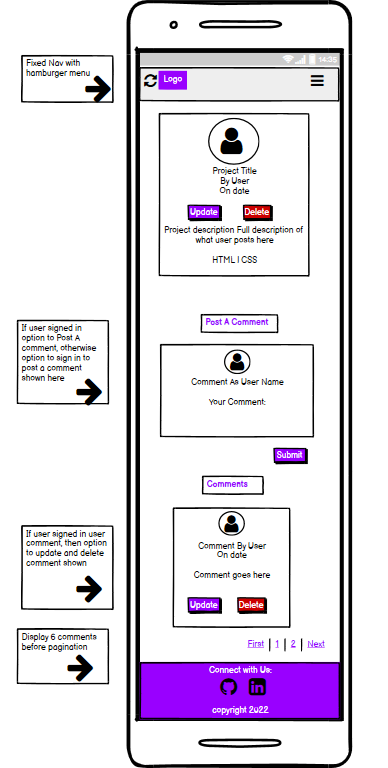 14:35
Fixed Nav with
hamburger menu
Logo
Project Title
By User
On date
Update
Delete
Project description Full description of
what user posts here
HTML | CSS
If user signed in
option to Post A
comment, otherwise
option to sign in to
post a comment
shown here
Post A Comment
Comment As User Name
Your Comment:
Submit
Comments
If user signed in user
comment, then option
to update and delete
comment shown
Comment By User
On date
Comment goes here
Update
Delete
Display 6 comments
before pagination
First | 1 | 2 | Next
Connect with Us:
in
copyright 2022